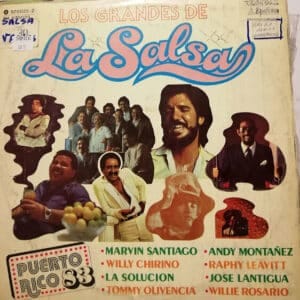 LOS GRANDES DE
La Salsa
SALSA
PUERTO
RICO 83
• MARVIN SANTIAGO
• WILLY CHIRINO
• LA SOLUCION
• TOMMY OLIVENCIA
• ANDY MONTAÑEZ
• RAPHY LEAVITT
• JOSE LANTIGUA
• WILLIE ROSARIO